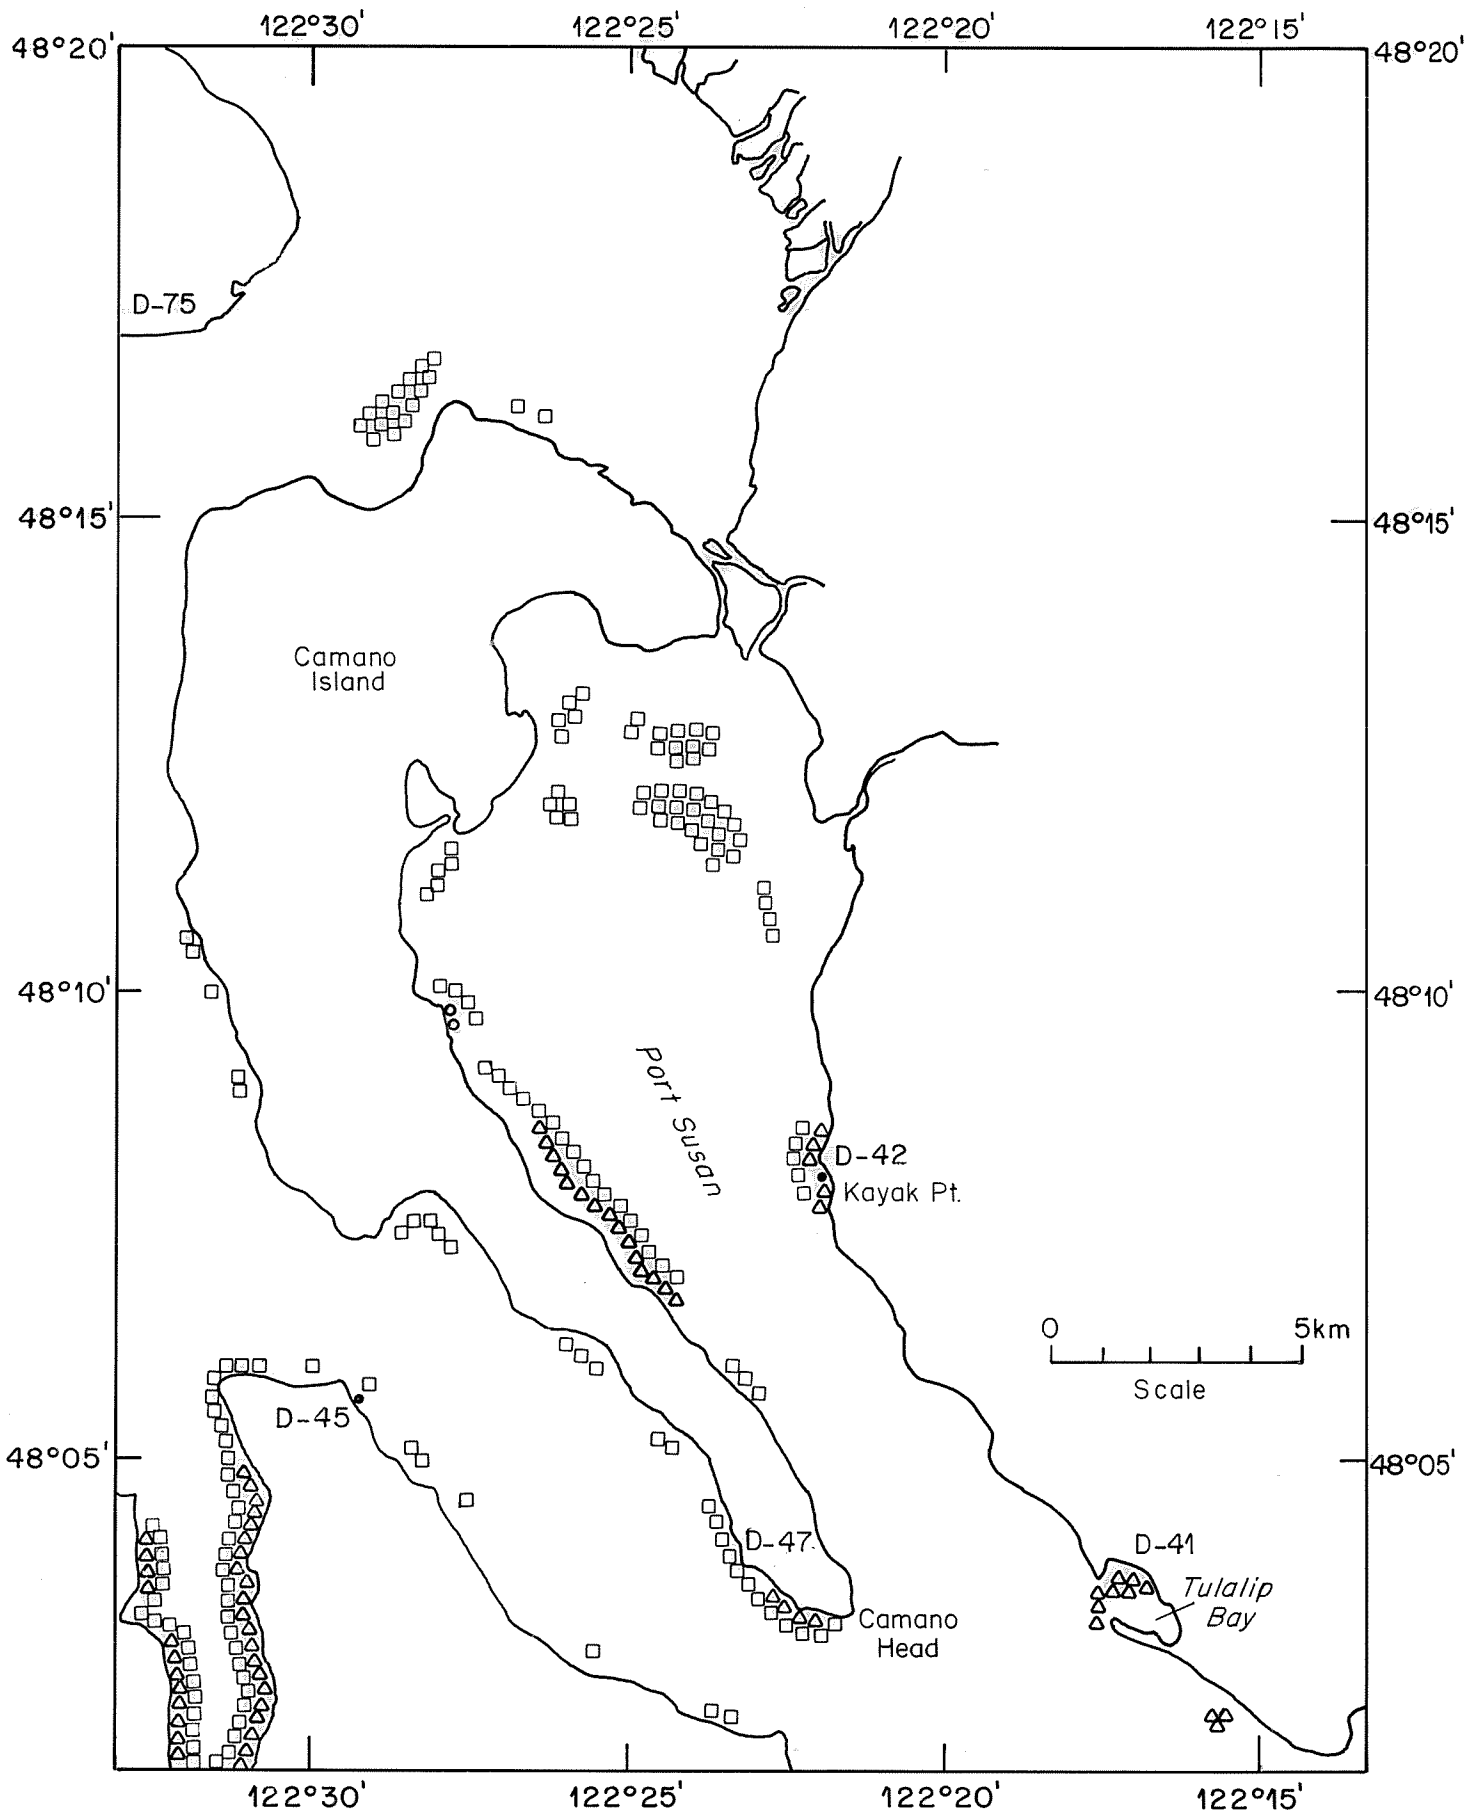 122°30'
122°25'
122°20'
122°15'
48°20'
48°20'
D-75
48°15'
48°15'
Camano
Island
48°10'
48°10'
Port Susan
D-42
Kayak Pt.
0
5km
Scale
D-45
48°05'
48°05'
D-47
D-41
Tulalip
Bay
Camano
Head
122°30'
122°25'
122°20'
122°15'